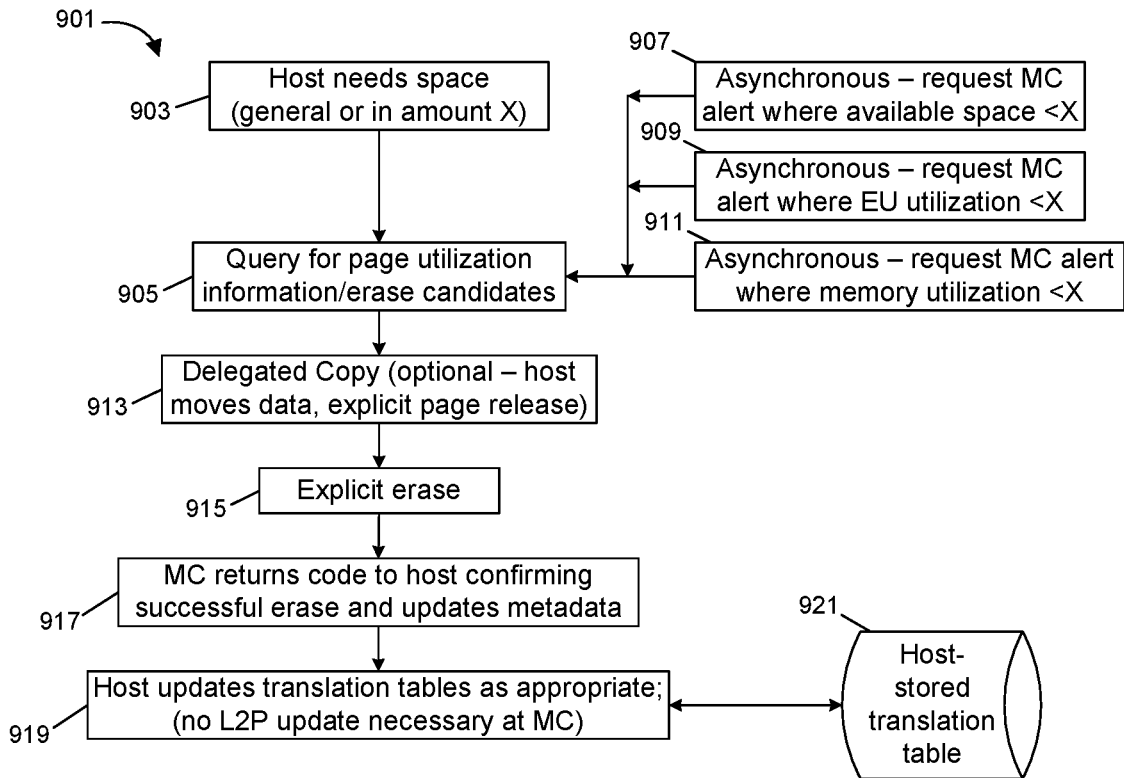 901
907
Host needs space
(general or in amount X)
903
Asynchronous – request MC
alert where available space <X
909
Asynchronous – request MC
alert where EU utilization <X
911
Query for page utilization
information/erase candidates
905
Asynchronous – request MC alert
where memory utilization <X
Delegated Copy (optional – host
moves data, explicit page release)
913
Explicit erase
915
MC returns code to host confirming
successful erase and updates metadata
917
921
Host updates translation tables as appropriate;
(no L2P update necessary at MC)
919
Host-
stored
translation
table